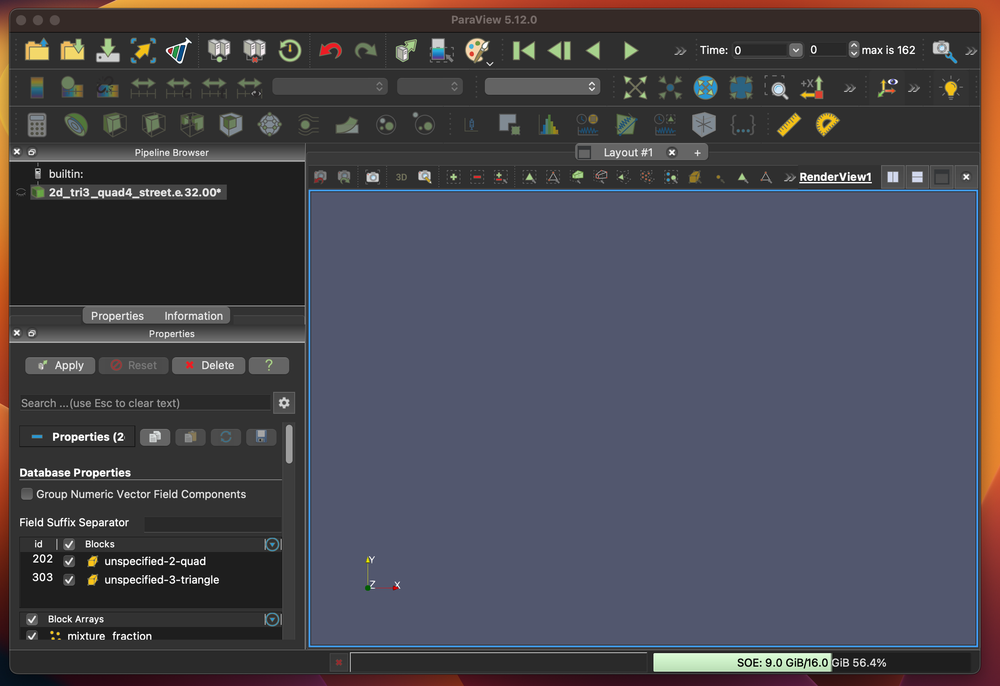 ParaView 5.12.0
Time: 0 0 max is 162
+X
Pipeline Browser
Layout #1 +
builtin:
3D
RenderView1
2d_tri3_quad4_street.e.32.00*
Properties Information
Properties
Apply Reset Delete ?
Search ... (use Esc to clear text)
Properties (2
Database Properties
Group Numeric Vector Field Components
Field Suffix Separator
id Blocks
202 unspecified-2-quad
303 unspecified-3-triangle
Block Arrays
mixture_fraction
Y
Z X
SOE: 9.0 GiB/16.0 GiB 56.4%